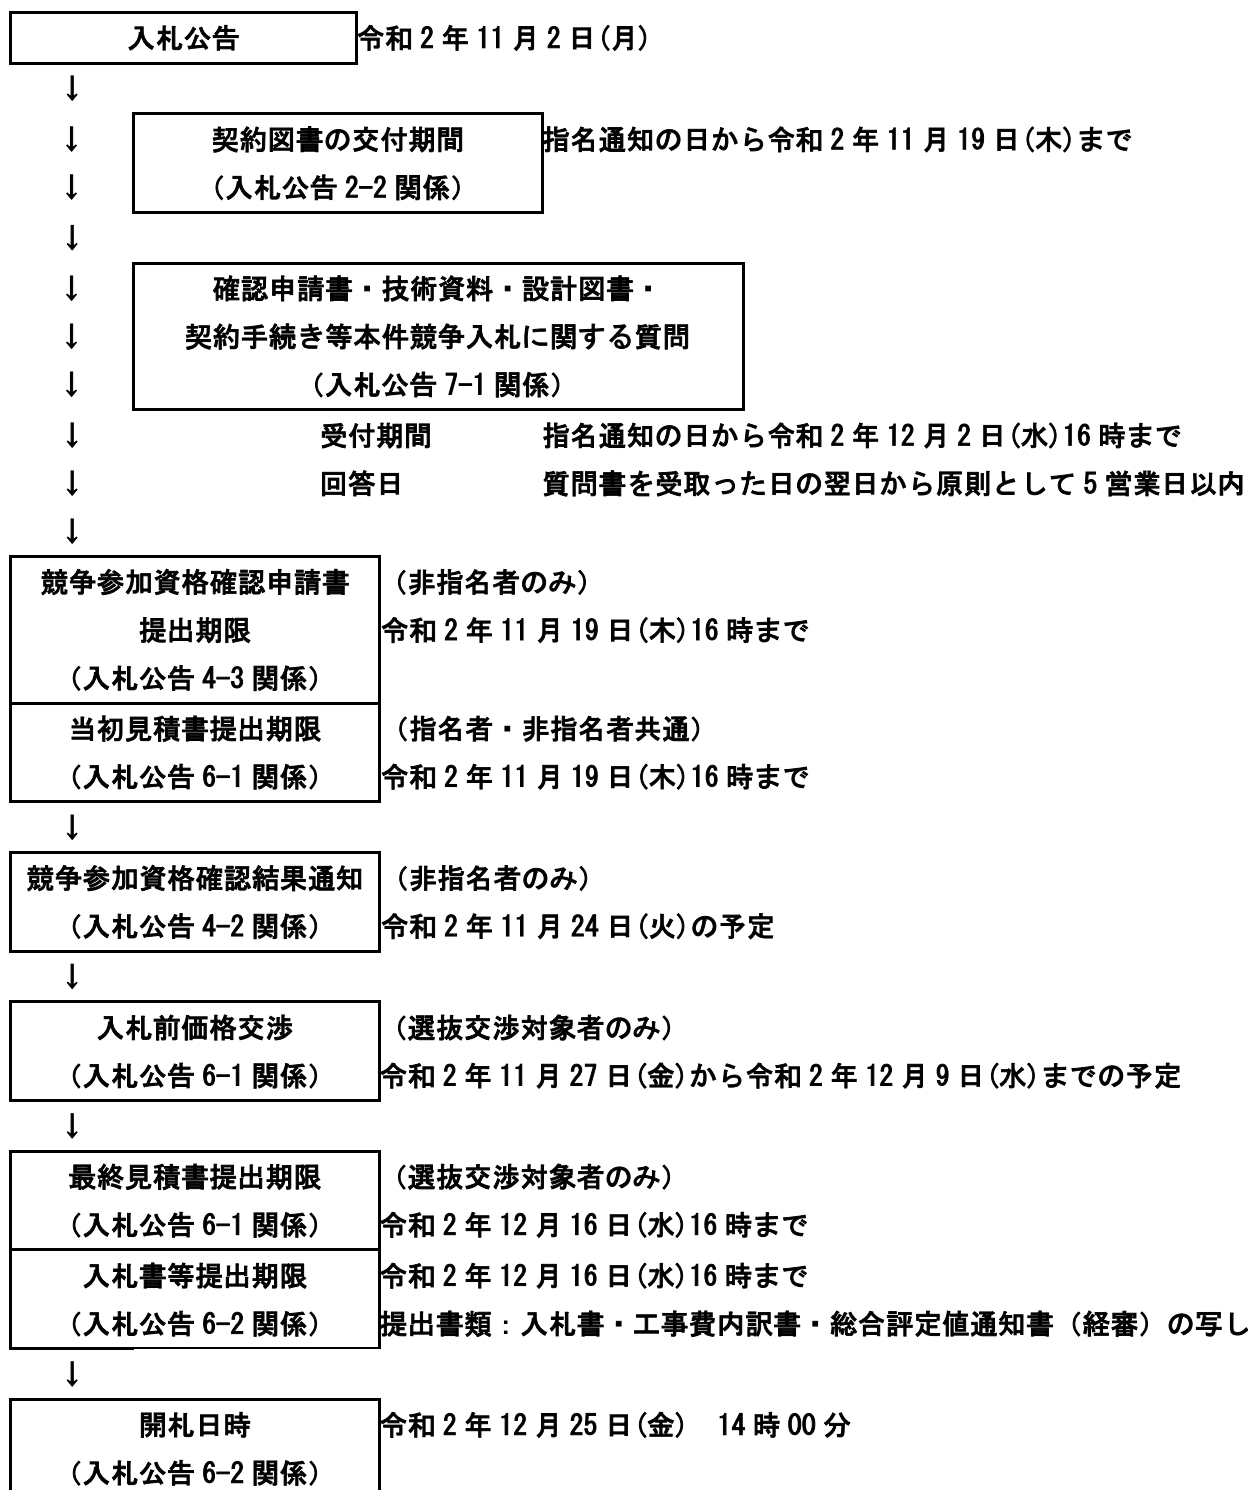 入札公告 令和2年11月2日(月)
↓
↓ 契約図書の交付期間 指名通知の日から令和2年11月19日(木)まで
↓ (入札公告2-2関係)
↓
↓ 確認申請書・技術資料・設計図書・
↓ 契約手続き等本件競争入札に関する質問
↓ (入札公告7-1関係)
↓ 受付期間 指名通知の日から令和2年12月2日(水)16時まで
↓ 回答日 質問書を受取った日の翌日から原則として5営業日以内
↓
競争参加資格確認申請書 (非指名者のみ)
提出期限 令和2年11月19日(木)16時まで
(入札公告4-3関係)
当初見積書提出期限 (指名者・非指名者共通)
(入札公告6-1関係) 令和2年11月19日(木)16時まで
↓
競争参加資格確認結果通知 (非指名者のみ)
(入札公告4-2関係) 令和2年11月24日(火)の予定
↓
入札前価格交渉 (選抜交渉対象者のみ)
(入札公告6-1関係) 令和2年11月27日(金)から令和2年12月9日(水)までの予定
↓
最終見積書提出期限 (選抜交渉対象者のみ)
(入札公告6-1関係) 令和2年12月16日(水)16時まで
入札書等提出期限 令和2年12月16日(水)16時まで
(入札公告6-2関係) 提出書類:入札書・工事費内訳書・総合評定値通知書(経審)の写し
↓
開札日時 令和2年12月25日(金) 14時00分
(入札公告6-2関係)